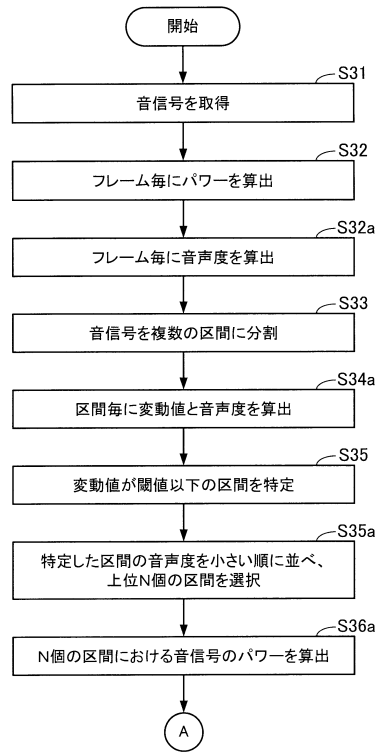 開始
S31
音信号を取得
S32
フレーム毎にパワーを算出
S32a
フレーム毎に音声度を算出
S33
音信号を複数の区間に分割
S34a
区間毎に変動値と音声度を算出
S35
変動値が閾値以下の区間を特定
S35a
特定した区間の音声度を小さい順に並べ、
上位N個の区間を選択
S36a
N個の区間における音信号のパワーを算出
A